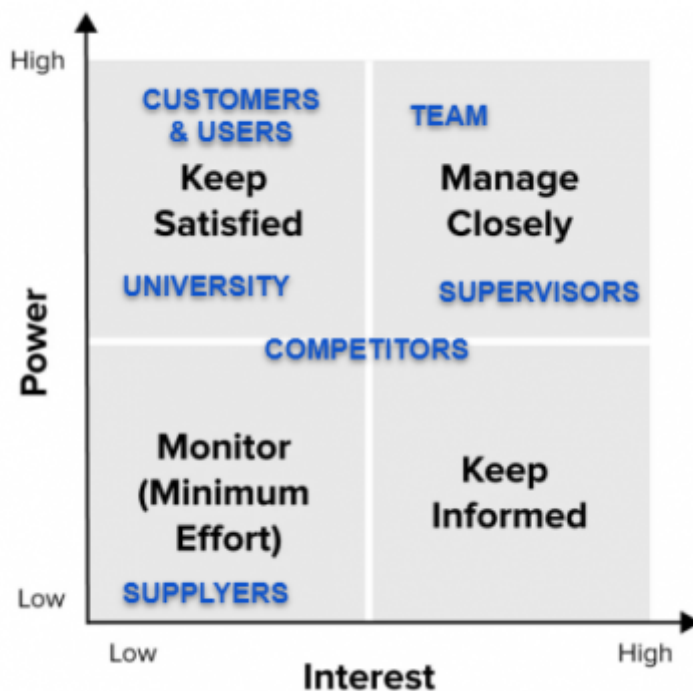 High
CUSTOMERS
& USERS
TEAM
Keep
Satisfied
Manage
Closely
UNIVERSITY
SUPERVISORS
COMPETITORS
Power
Monitor
(Minimum
Effort)
Keep
Informed
SUPPLYERS
Low
Low
High
Interest